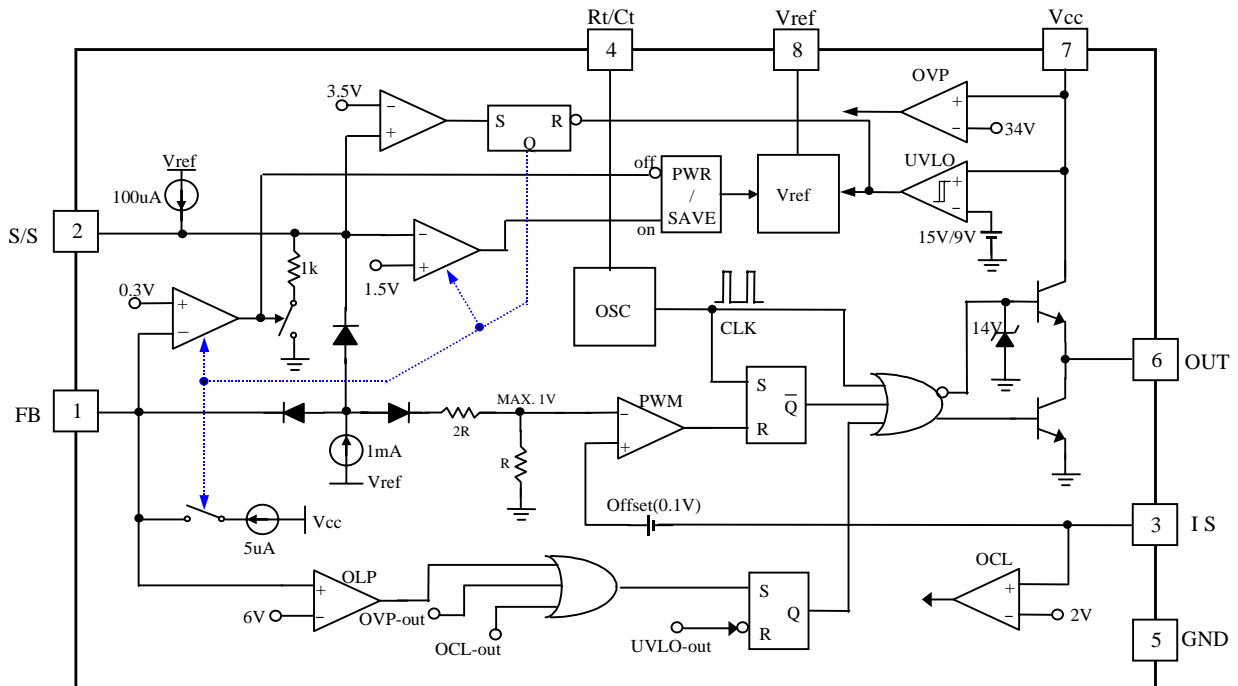 Rt/Ct Vref Vcc
4 8 7
OVP
3.5V − + S R Q
+ − 34V
Vref
100uA
off
PWR / SAVE
on
Vref
UVLO
+ −
15V/9V
2
S/S
1k
− +
1.5V
0.3V
+ −
OSC
CLK
14V
6 OUT
1
FB
MAX. 1V
2R
R
1mA
Vref
PWM
− +
S R Q
Offset(0.1V)
3 I S
Vcc
5uA
OLP
+ −
6V
OVP-out
OCL-out
S R Q
UVLO-out
OCL
+ −
2V
5 GND